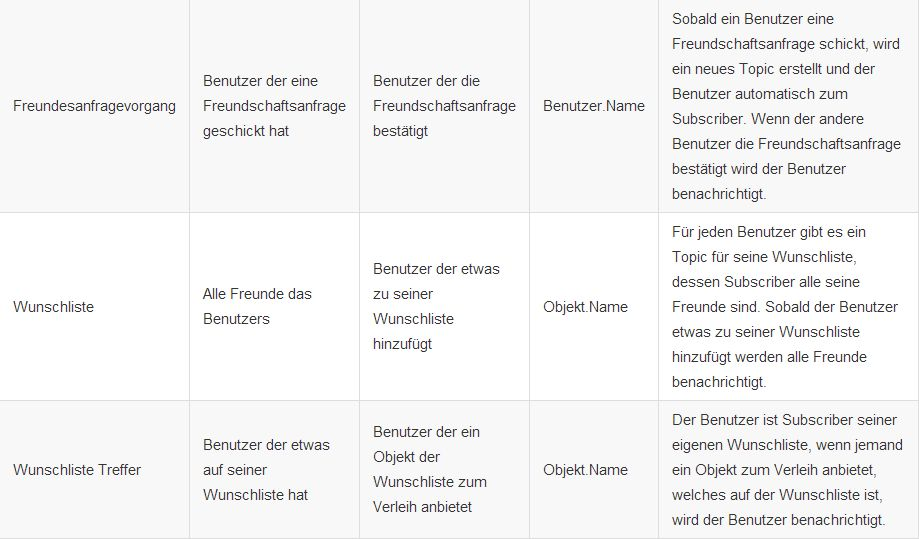 Freundesanfragevorgang
Benutzer der eine
Freundschaftsanfrage
geschickt hat
Benutzer der die
Freundschaftsanfrage
bestätigt
Benutzer.Name
Sobald ein Benutzer eine
Freundschaftsanfrage schickt, wird
ein neues Topic erstellt und der
Benutzer automatisch zum
Subscriber. Wenn der andere
Benutzer die Freundschaftsanfrage
bestätigt wird der Benutzer
benachrichtigt.
Wunschliste
Alle Freunde das
Benutzers
Benutzer der etwas
zu seiner
Wunschliste
hinzufügt
Objekt.Name
Für jeden Benutzer gibt es ein
Topic für seine Wunschliste,
dessen Subscriber alle seine
Freunde sind. Sobald der Benutzer
etwas zu seiner Wunschliste
hinzufügt werden alle Freunde
benachrichtigt.
Wunschliste Treffer
Benutzer der etwas
auf seiner
Wunschliste hat
Benutzer der ein
Objekt der
Wunschliste zum
Verleih anbietet
Objekt.Name
Der Benutzer ist Subscriber seiner
eigenen Wunschliste, wenn jemand
ein Objekt zum Verleih anbietet,
welches auf der Wunschliste ist,
wird der Benutzer benachrichtigt.